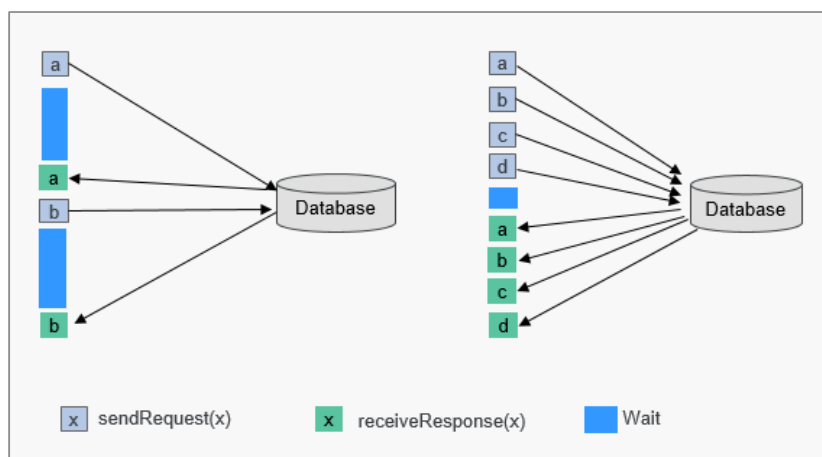 a
a
b
b
Database
a
b
c
d
a
b
c
d
Database
x sendRequest(x)
x receiveResponse(x)
Wait